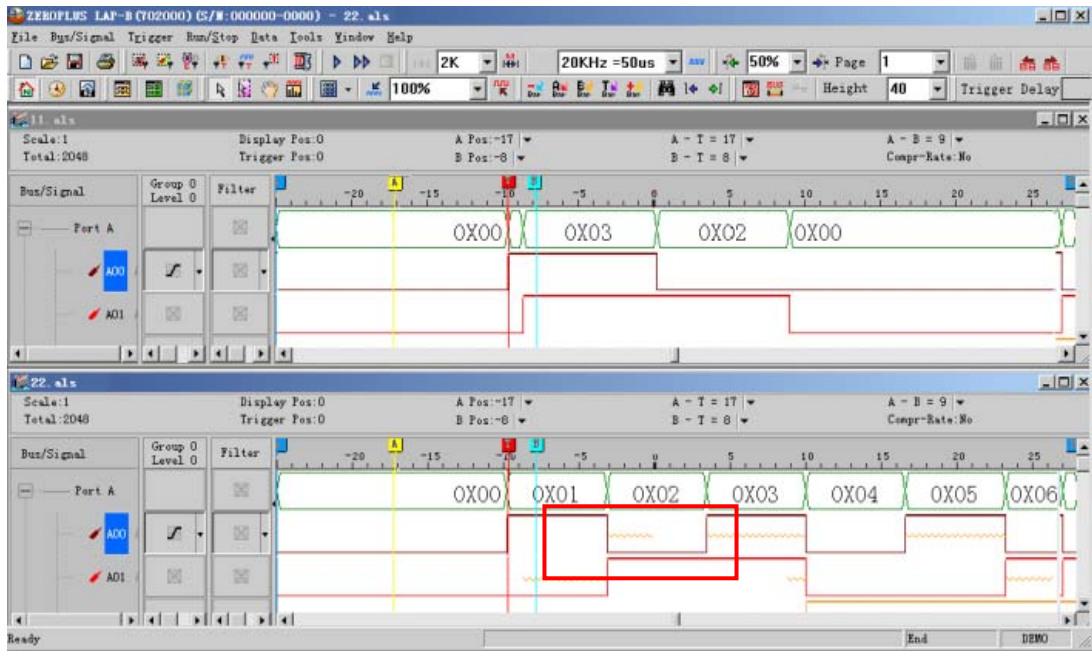 ZEROPLUS LAP-B(702000)(S/N:000000-0000) - 22.als
File Bus/Signal Trigger Run/Stop Data Tools Window Help
2K 20KHz =50us 50% Page 1
100% Height 40 Trigger Delay
11.als
Scale:1 Display Pos:0 A Pos:-17 A - T = 17 A - B = 9
Total:2048 Trigger Pos:0 B Pos:-8 B - T = 8 Compr-Rate:No
Bus/Signal Group 0 Level 0 Filter A T B -20 -15 -10 -5 0 5 10 15 20 25
Port A 0X00 0X03 0X02 0X00
A00
A01
22.als
Scale:1 Display Pos:0 A Pos:-17 A - T = 17 A - B = 9
Total:2048 Trigger Pos:0 B Pos:-8 B - T = 8 Compr-Rate:No
Bus/Signal Group 0 Level 0 Filter A T B -20 -15 -10 -5 0 5 10 15 20 25
Port A 0X00 0X01 0X02 0X03 0X04 0X05 0X06
A00
A01
Ready End DEMO